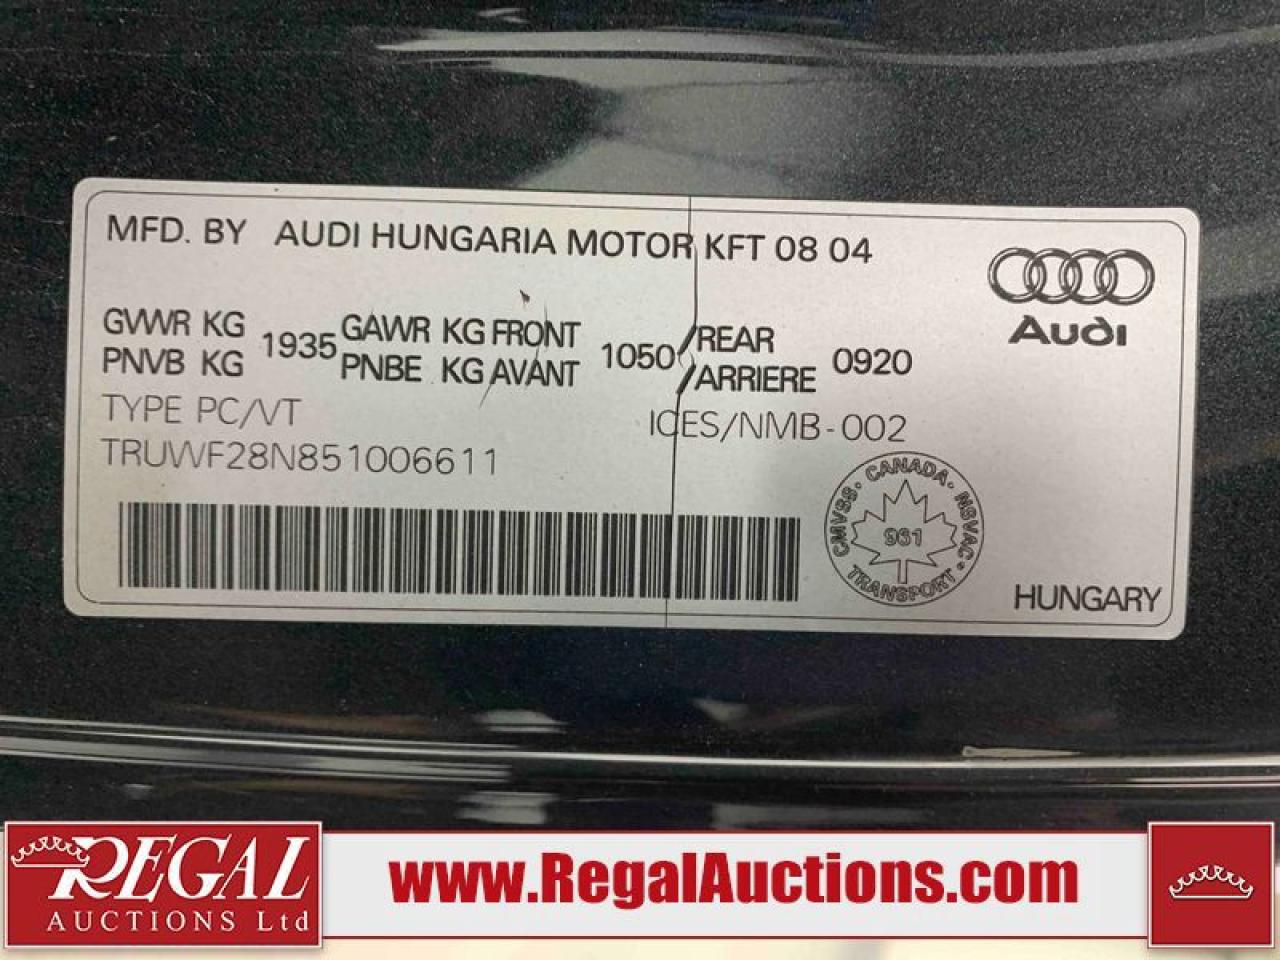 MFD. BY AUDI HUNGARIA MOTOR KFT 08 04
Audi
GVWR KG 1935 GAWR KG FRONT 1050 /REAR 0920
PNVB KG PNBE KG AVANT /ARRIERE
TYPE PC/VT ICES/NMB-002
TRUWF28N851006611
CMVSS · CANADA · NSVAC ·
961
TRANSPORT
HUNGARY
REGAL
AUCTIONS Ltd
www.RegalAuctions.com